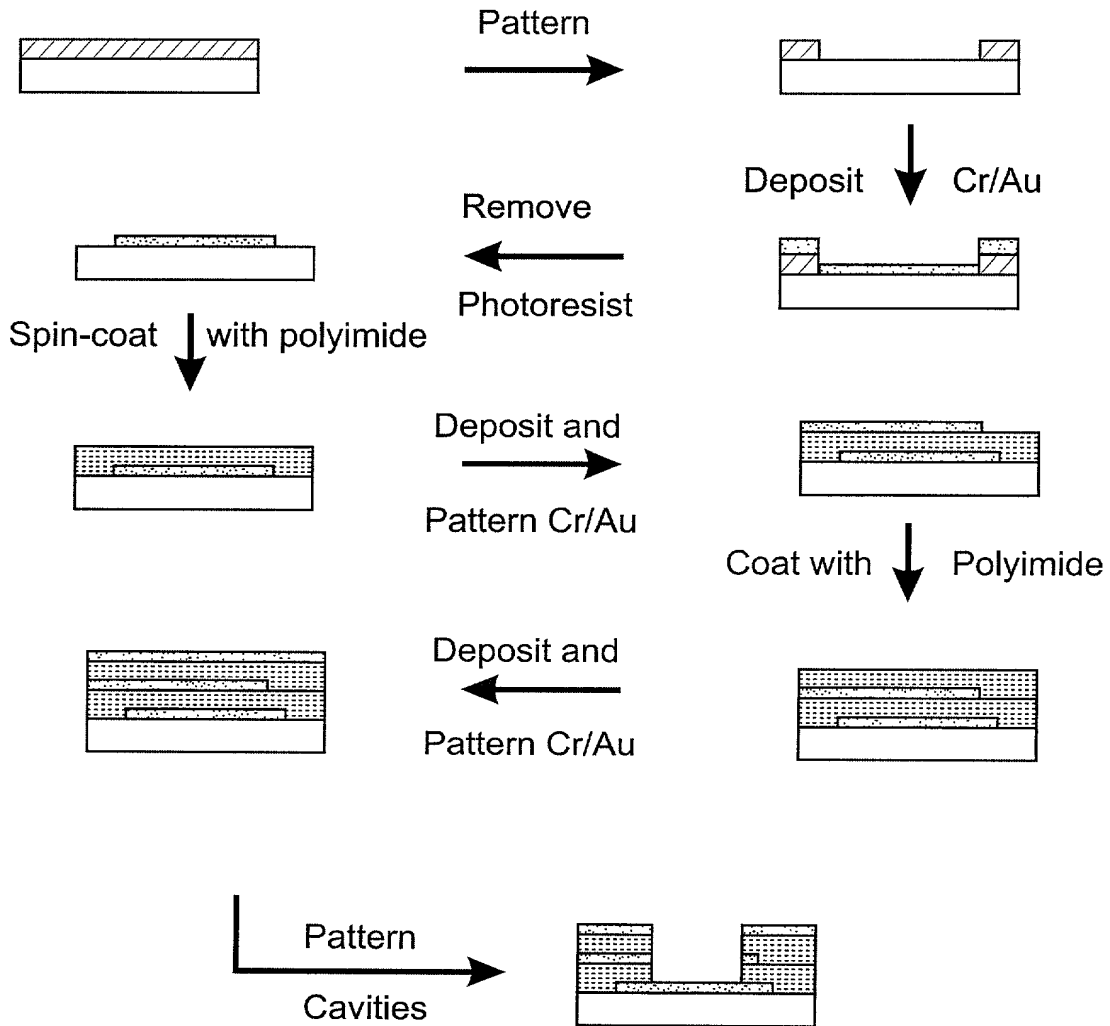 Pattern
Deposit Cr/Au
Remove
Photoresist
Spin-coat with polyimide
Deposit and
Pattern Cr/Au
Coat with Polyimide
Deposit and
Pattern Cr/Au
Pattern
Cavities